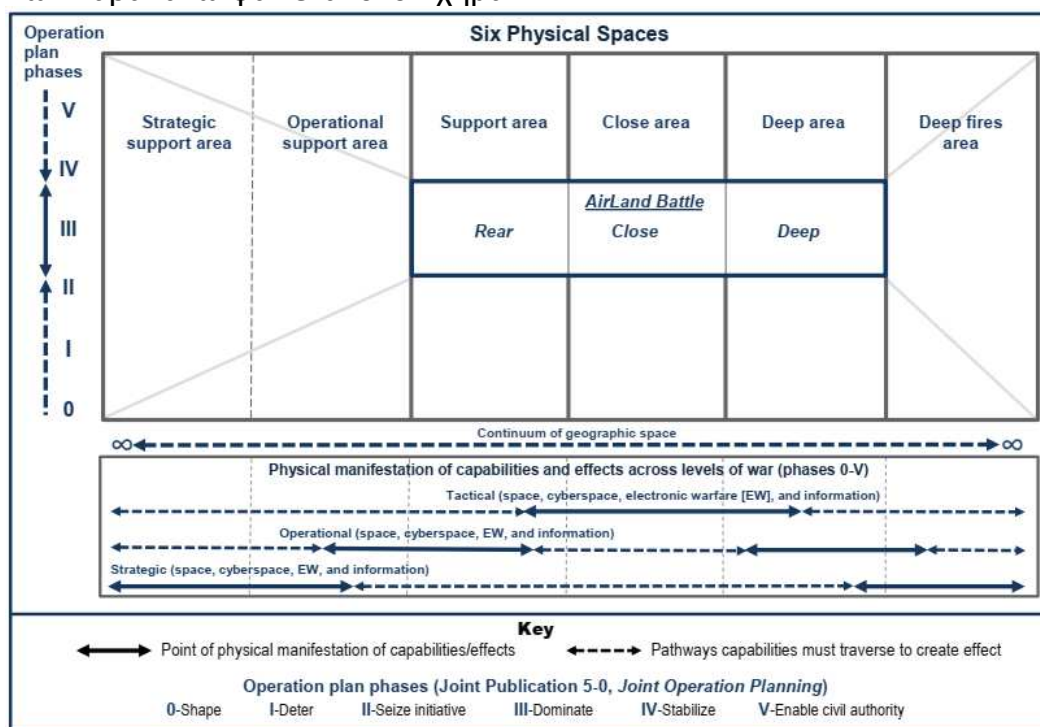 Six Physical Spaces
Operation
plan
phases
V
IV
III
II
I
0
Strategic
support area
Operational
support area
Support area
Close area
Deep area
Deep fires
area
AirLand Battle
Rear
Close
Deep
∞
Continuum of geographic space
∞
Physical manifestation of capabilities and effects across levels of war (phases 0-V)
Tactical (space, cyberspace, electronic warfare [EW], and information)
Operational (space, cyberspace, EW, and information)
Strategic (space, cyberspace, EW, and information)
Key
Point of physical manifestation of capabilities/effects
Pathways capabilities must traverse to create effect
Operation plan phases (Joint Publication 5-0, Joint Operation Planning)
0-Shape I-Deter II-Seize initiative III-Dominate IV-Stabilize V-Enable civil authority